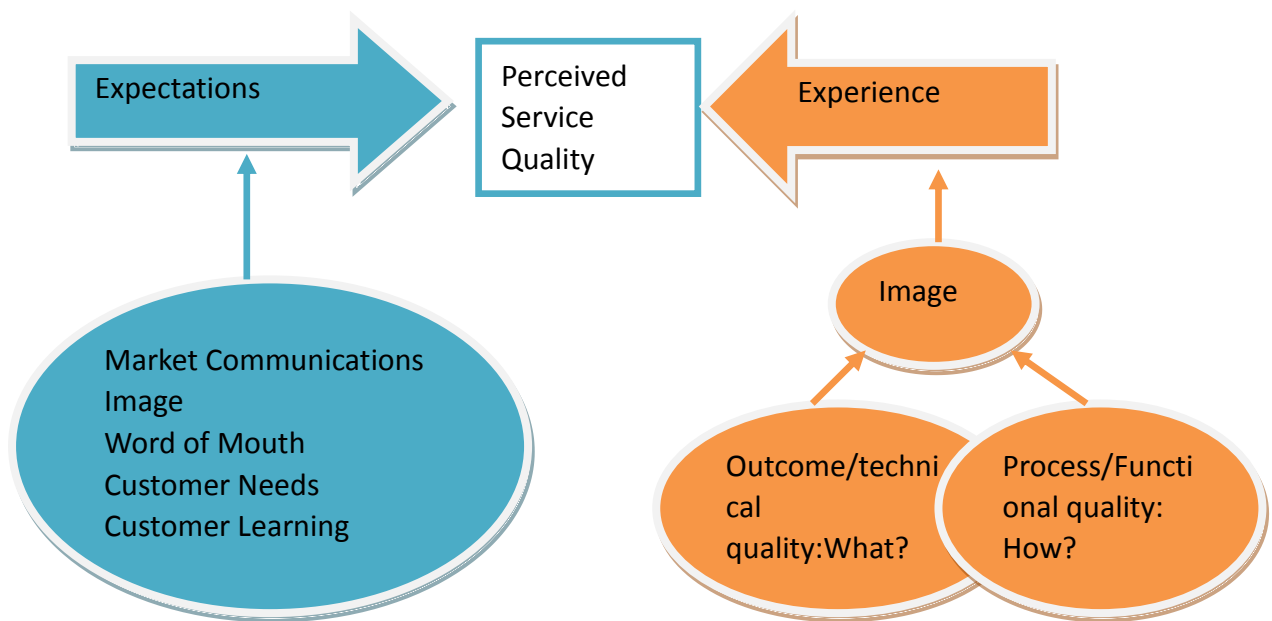 Expectations
Perceived
Service
Quality
Experience
Market Communications
Image
Word of Mouth
Customer Needs
Customer Learning
Image
Outcome/techni
cal
quality:What?
Process/Functi
onal quality:
How?